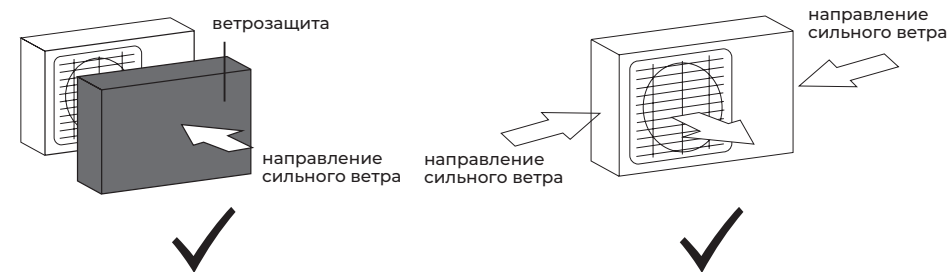 ветрозащита
направление
сильного ветра
направление
сильного ветра
направление
сильного ветра